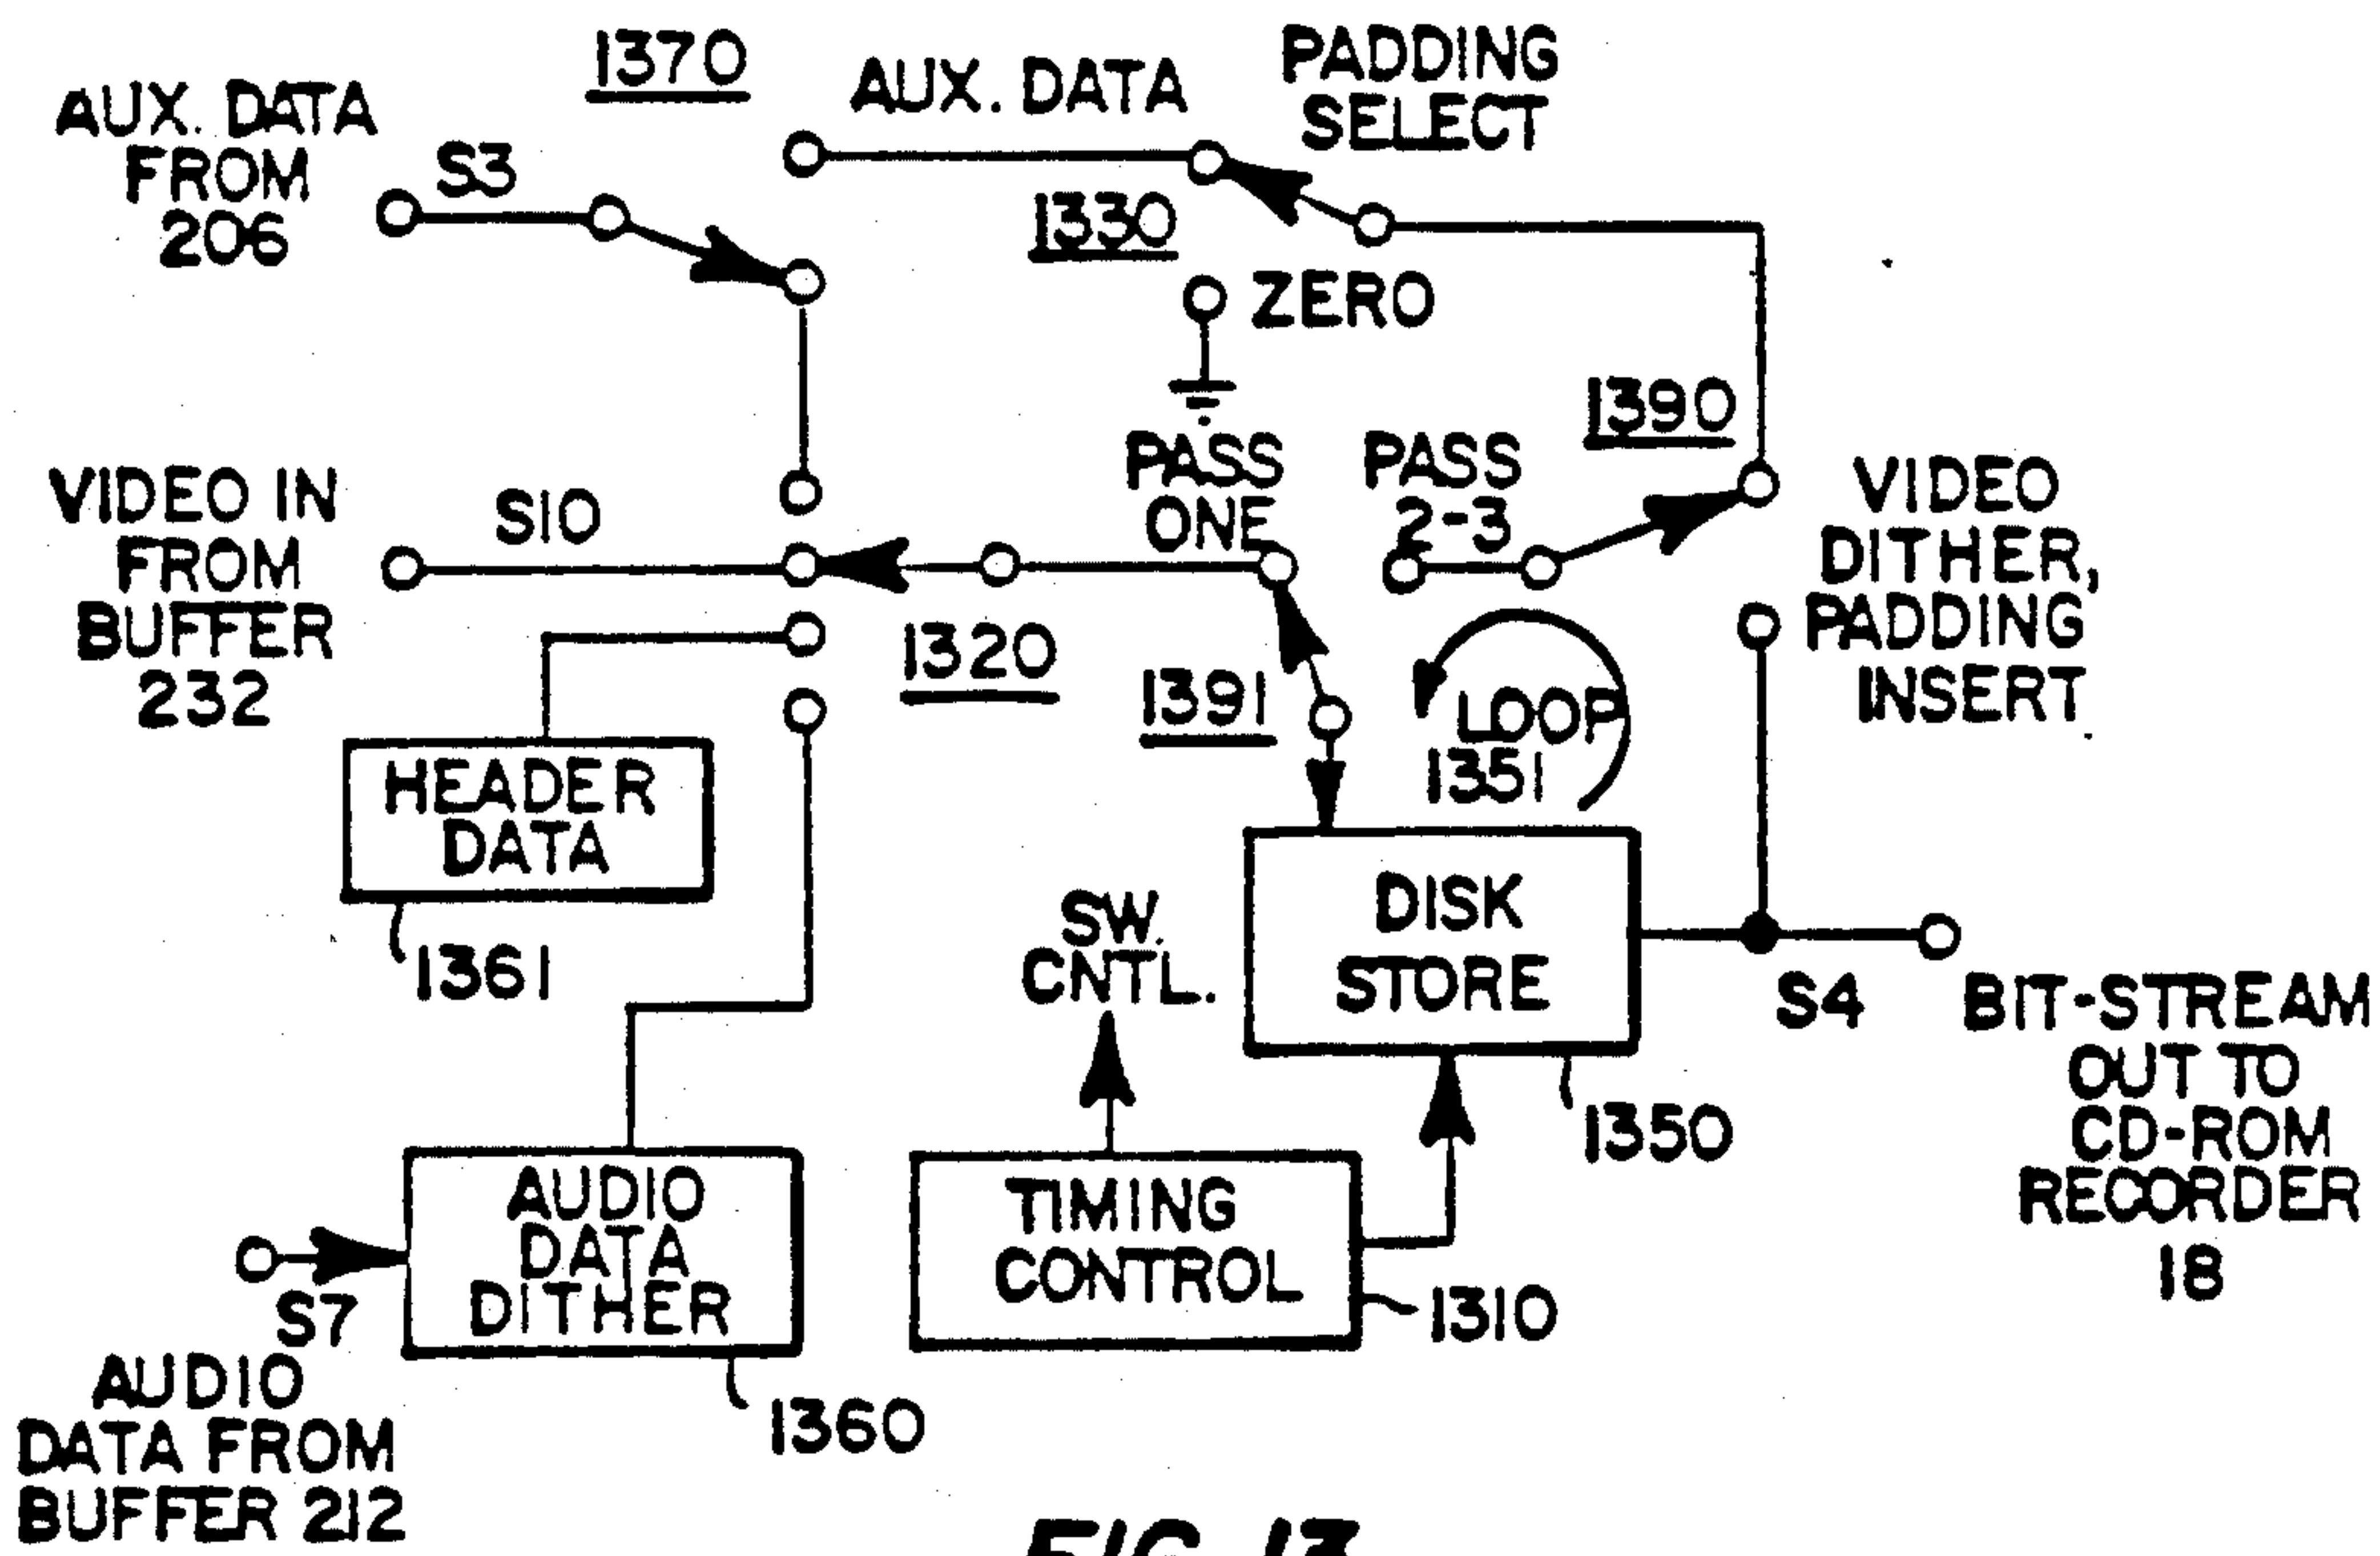 1370
AUX. DATA
FROM
206
S3
AUX. DATA
PADDING
SELECT
1330
ZERO
1390
VIDEO IN
FROM
BUFFER
232
S10
PASS
ONE
PASS
2-3
VIDEO
DITHER,
PADDING
INSERT
1320
1391
LOOP
1351
HEADER
DATA
1361
SW.
CNTL.
DISK
STORE
1350
S4
BIT-STREAM
OUT TO
CD-ROM
RECORDER
18
S7
AUDIO
DATA FROM
BUFFER 212
AUDIO
DATA
DITHER
1360
TIMING
CONTROL
1310
FIG. 13